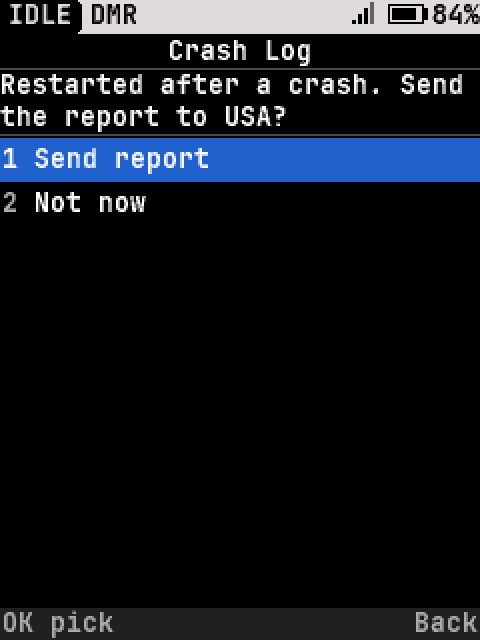 IDLE DMR 84%
Crash Log
Restarted after a crash. Send
the report to USA?
1 Send report
2 Not now
OK pick Back